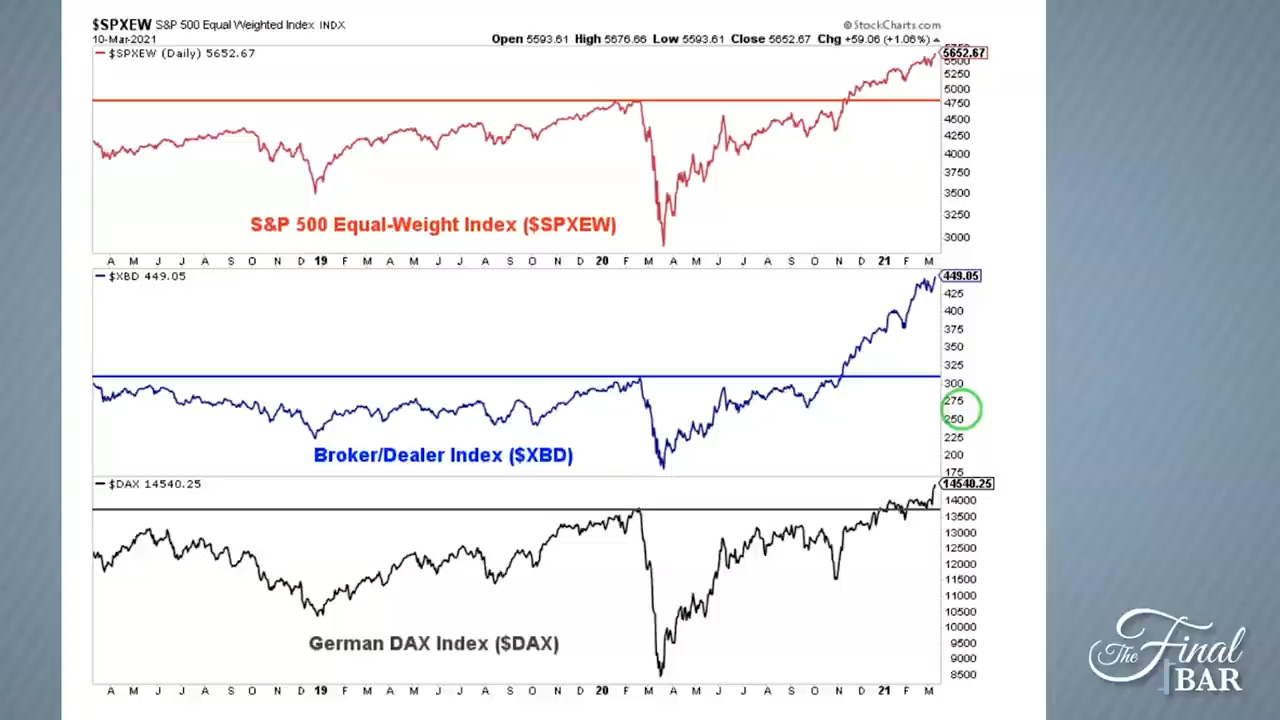 $SPXEW S&P 500 Equal Weighted Index INDX
© StockCharts.com
10-Mar-2021
Open 5593.61 High 5676.66 Low 5593.61 Close 5652.67 Chg +59.06 (+1.06%)
$SPXEW (Daily) 5652.67
5652.67
5500
5250
5000
4750
4500
4250
4000
3750
3500
3250
3000
S&P 500 Equal-Weight Index ($SPXEW)
A M J J A S O N D 19 F M A M J J A S O N D 20 F M A M J J A S O N D 21 F M
$XBD 449.05
449.05
425
400
375
350
325
300
275
250
225
200
175
Broker/Dealer Index ($XBD)
$DAX 14540.25
14540.25
14000
13500
13000
12500
12000
11500
11000
10500
10000
9500
9000
8500
German DAX Index ($DAX)
A M J J A S O N D 19 F M A M J J A S O N D 20 F M A M J J A S O N D 21 F M
The Final
BAR